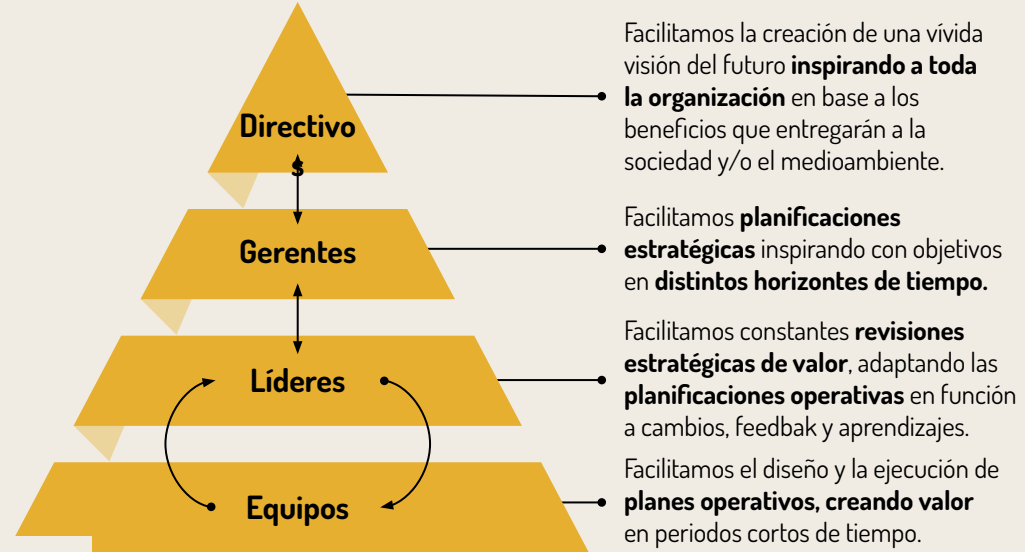 Directivo
s
Facilitamos la creación de una vívida
visión del futuro inspirando a toda
la organización en base a los
beneficios que entregarán a la
sociedad y/o el medioambiente.
Gerentes
Facilitamos planificaciones
estratégicas inspirando con objetivos
en distintos horizontes de tiempo.
Líderes
Facilitamos constantes revisiones
estratégicas de valor, adaptando las
planificaciones operativas en función
a cambios, feedbak y aprendizajes.
Equipos
Facilitamos el diseño y la ejecución de
planes operativos, creando valor
en periodos cortos de tiempo.